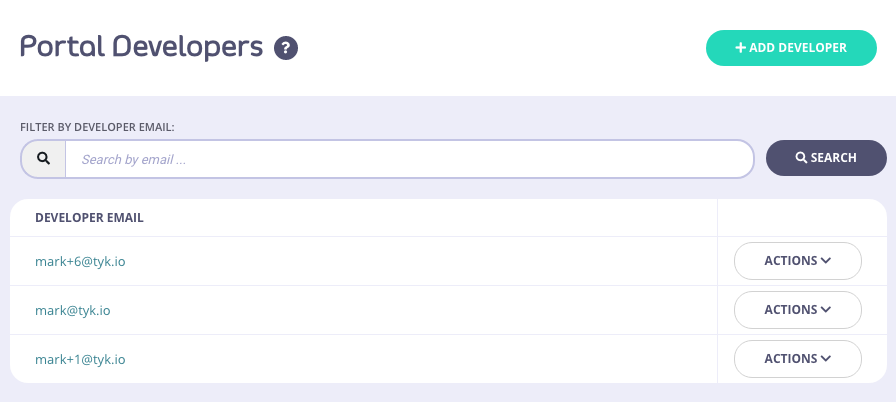 Portal Developers ?
+ ADD DEVELOPER
FILTER BY DEVELOPER EMAIL:
Search by email ...
SEARCH
DEVELOPER EMAIL
mark+6@tyk.io
ACTIONS
mark@tyk.io
ACTIONS
mark+1@tyk.io
ACTIONS